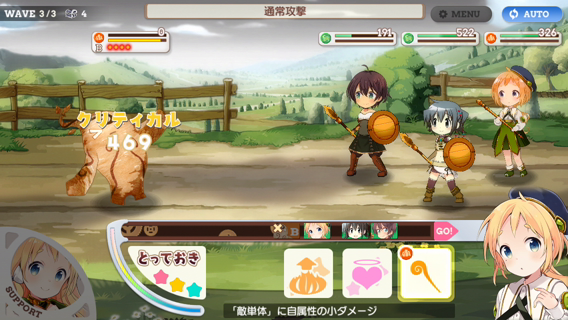 WAVE 3/3
4
通常攻撃
MENU
AUTO
0
B
191
522
326
クリティカル
469
B
GO!
とっておき
SUPPORT
「敵単体」に自属性の小ダメージ